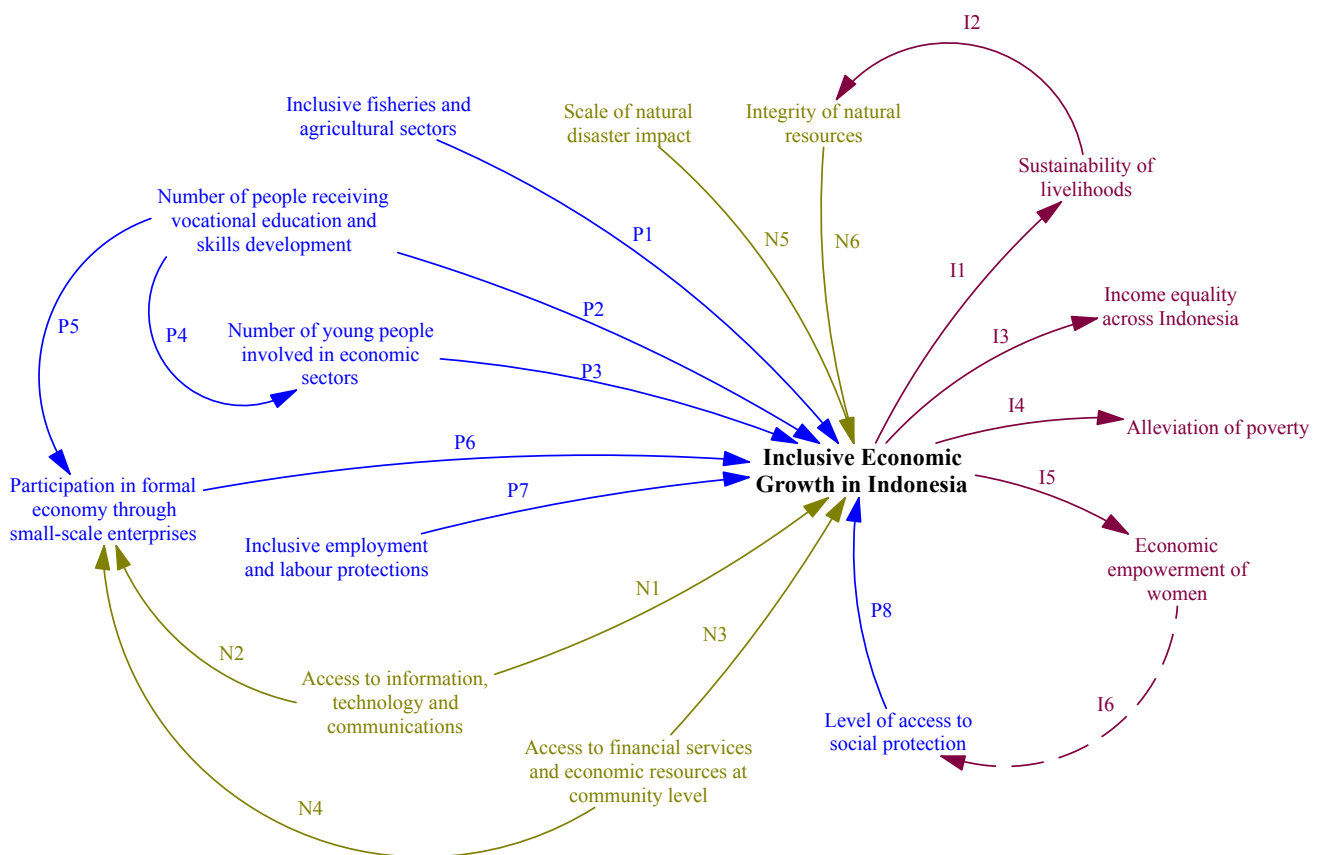 I2
Inclusive fisheries and
agricultural sectors
Scale of natural
disaster impact
Integrity of natural
resources
Sustainability of
livelihoods
Number of people receiving
vocational education and
skills development
P1
N5
N6
I1
P5
P4
P2
Number of young people
involved in economic
sectors
P3
I3
Income equality
across Indonesia
I4
Alleviation of poverty
P6
Inclusive Economic
Growth in Indonesia
I5
Participation in formal
economy through
small-scale enterprises
P7
Inclusive employment
and labour protections
Economic
empowerment of
women
N1
N3
P8
N2
Access to information,
technology and
communications
I6
Level of access to
social protection
Access to financial services
and economic resources at
community level
N4